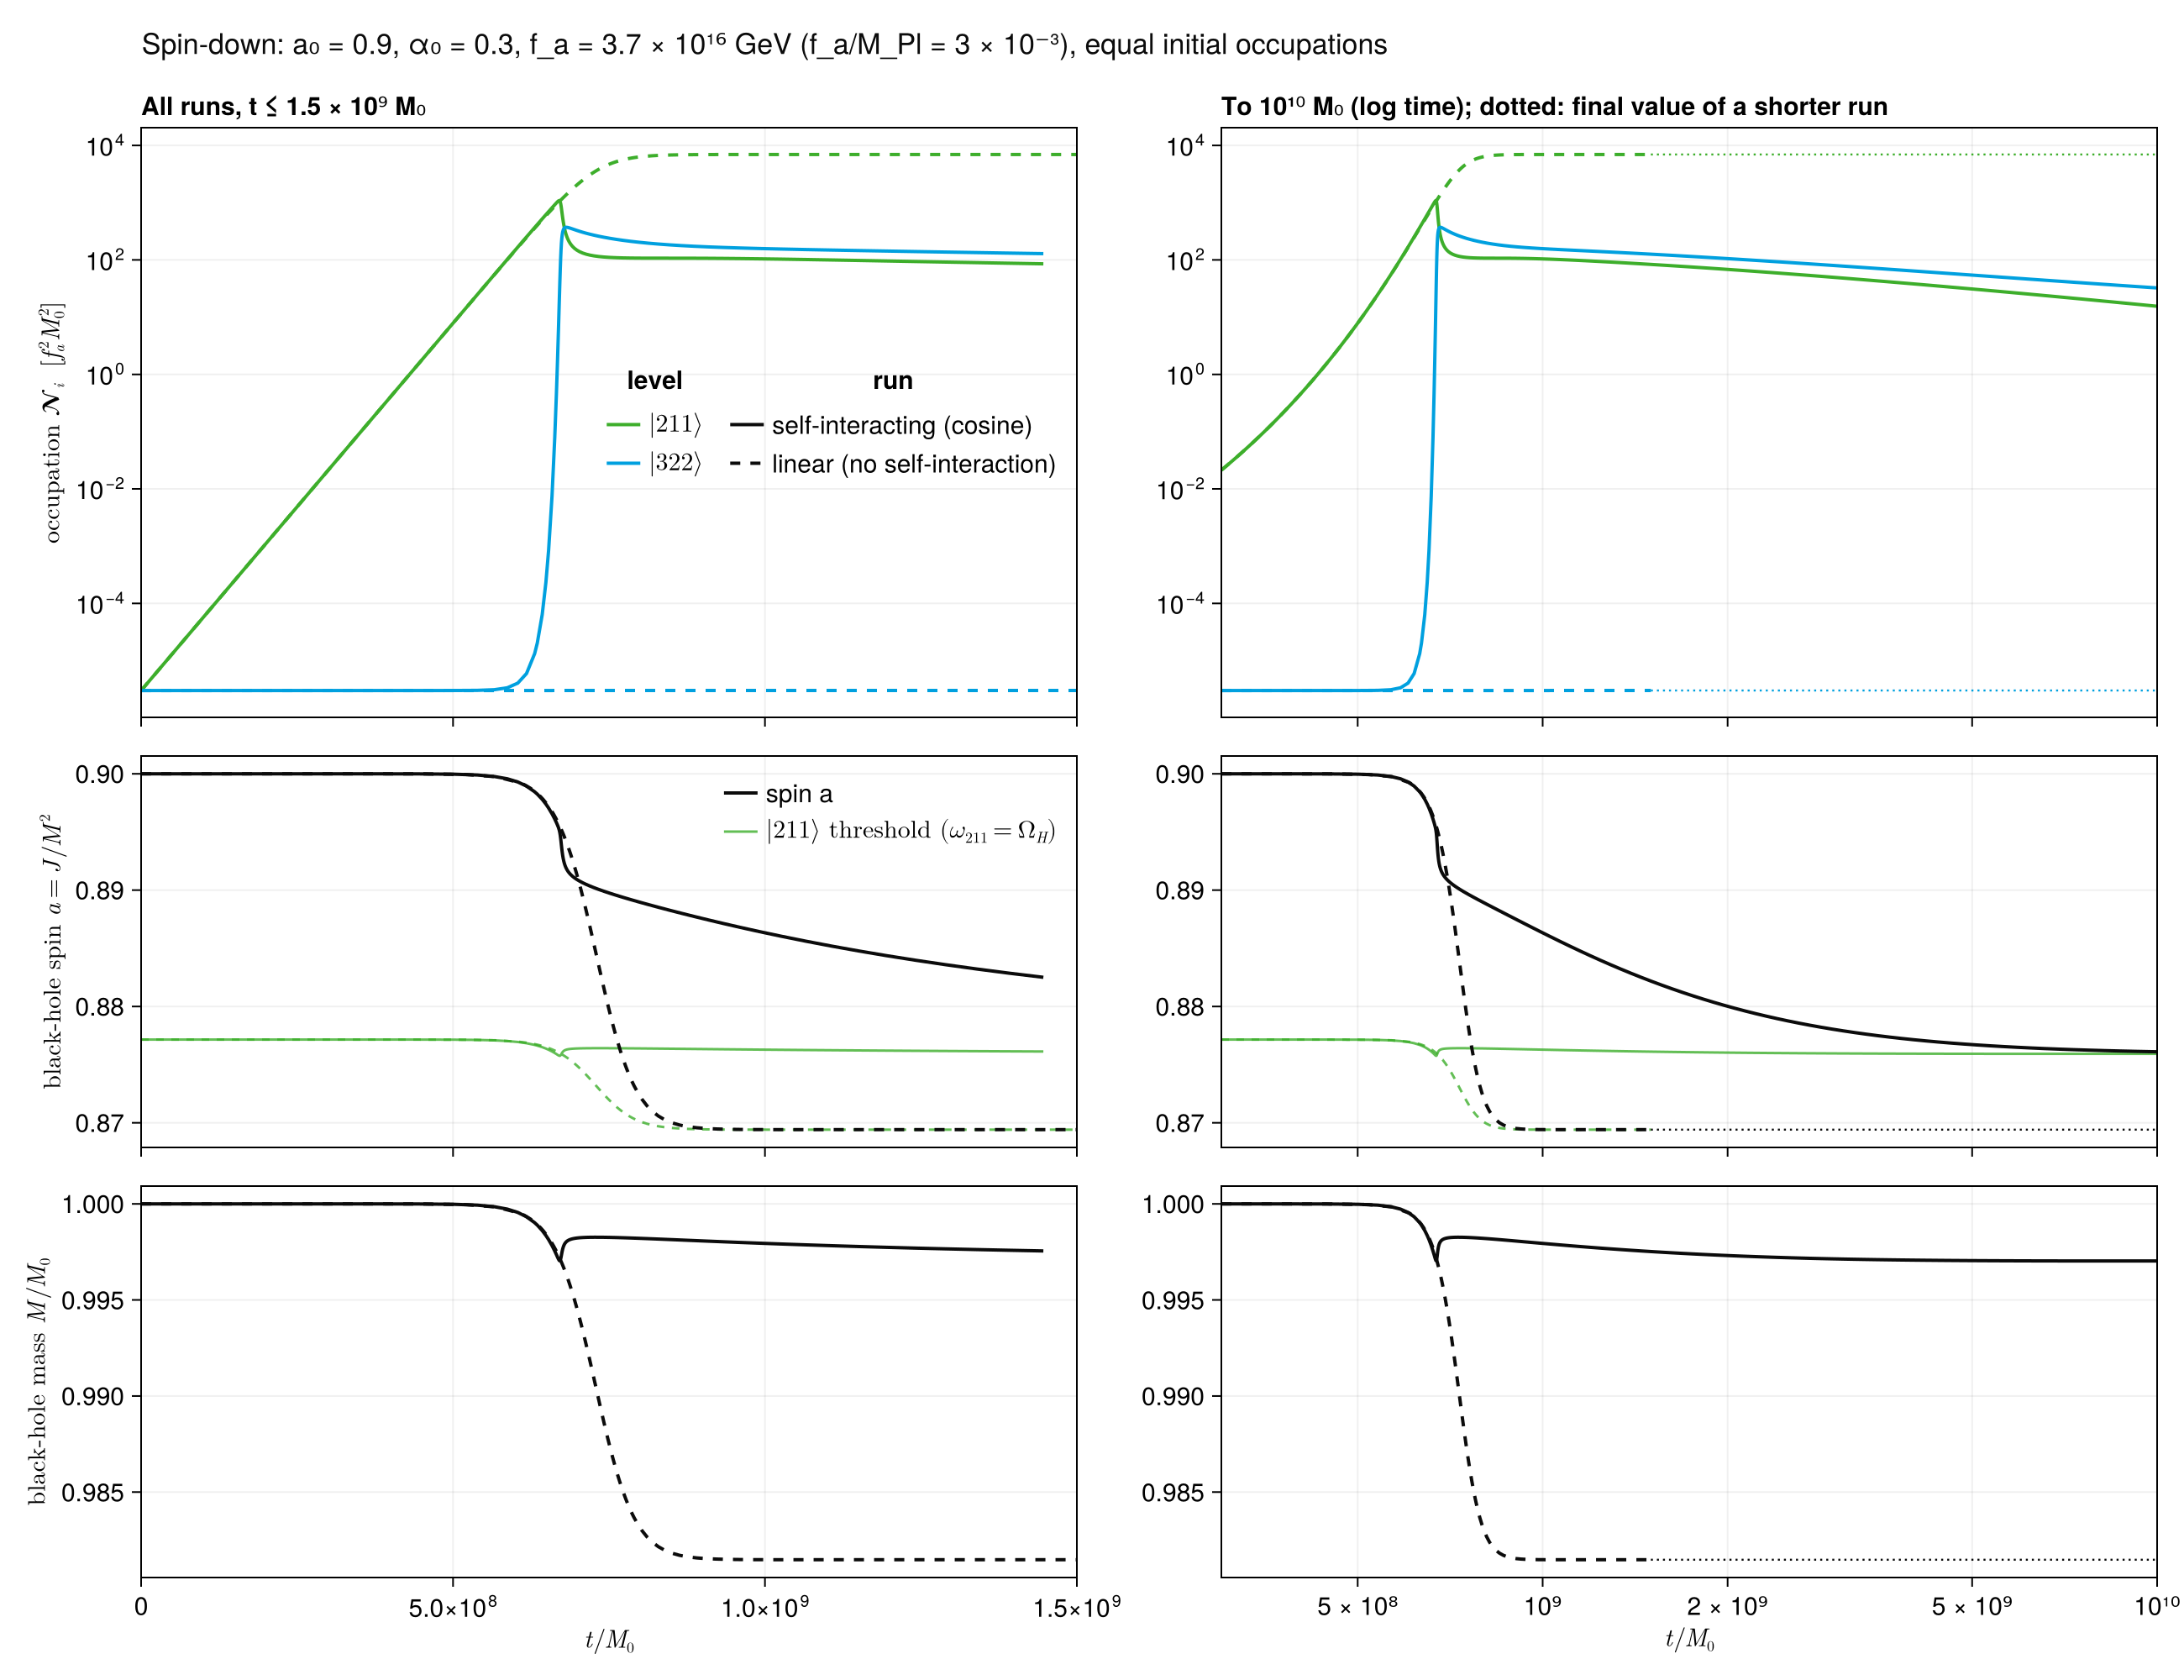 Spin-down: a₀ = 0.9, α₀ = 0.3, f_a = 3.7 × 10¹⁶ GeV (f_a/M_Pl = 3 × 10⁻³), equal initial occupations
All runs, t ≤ 1.5 × 10⁹ M₀
10⁴
10²
10⁰
10⁻²
10⁻⁴
occupation 𝒩ᵢ [f_a² M₀²]
level
run
|211⟩
self-interacting (cosine)
|322⟩
linear (no self-interaction)
To 10¹⁰ M₀ (log time); dotted: final value of a shorter run
10⁴
10²
10⁰
10⁻²
10⁻⁴
0.90
0.89
0.88
0.87
black-hole spin a = J/M²
spin a
|211⟩ threshold (ω₂₁₁ = Ω_H)
0.90
0.89
0.88
0.87
1.000
0.995
0.990
0.985
black-hole mass M/M₀
0
5.0×10⁸
1.0×10⁹
1.5×10⁹
t/M₀
1.000
0.995
0.990
0.985
5 × 10⁸
10⁹
2 × 10⁹
5 × 10⁹
10¹⁰
t/M₀